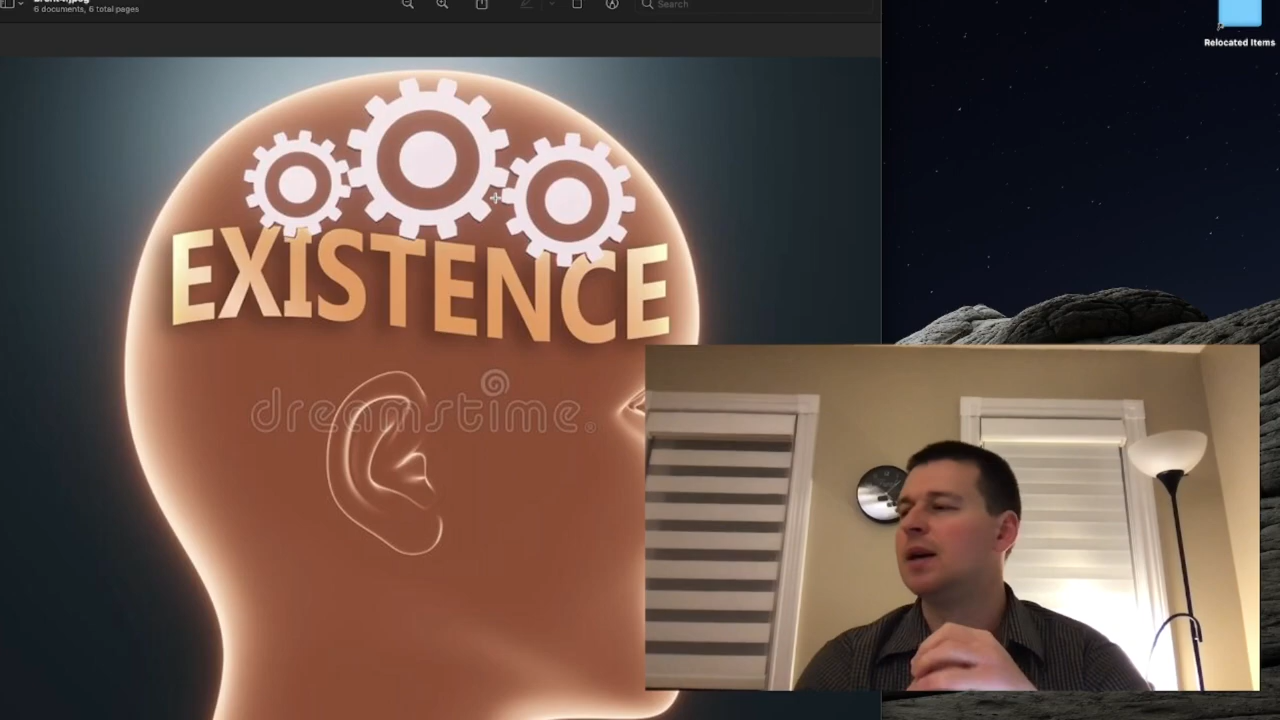 6 documents, 6 total pages
Search
Relocated Items
EXISTENCE
dreamstime